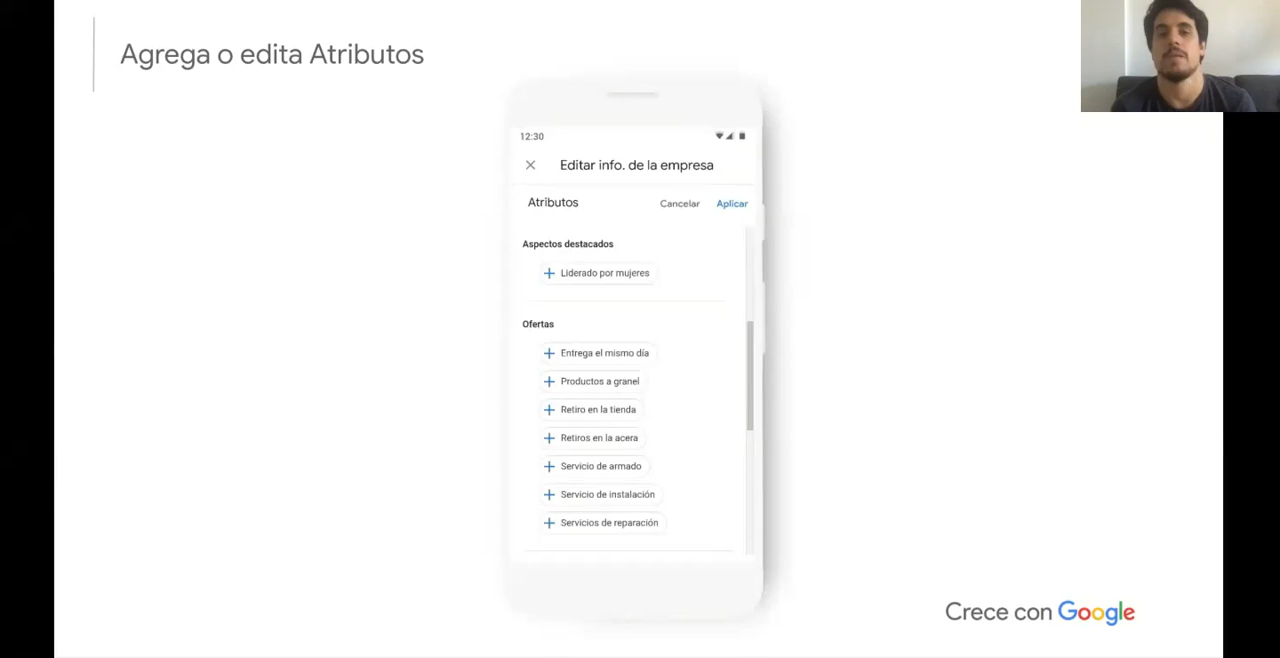 Agrega o edita Atributos
12:30
Editar info. de la empresa
Atributos
Cancelar
Aplicar
Aspectos destacados
Liderado por mujeres
Ofertas
Entrega el mismo día
Productos a granel
Retiro en la tienda
Retiros en la acera
Servicio de armado
Servicio de instalación
Servicios de reparación
Crece con Google